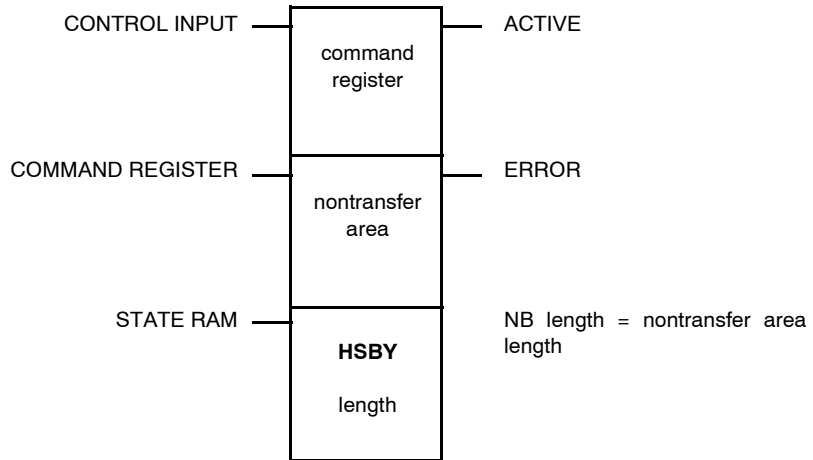 CONTROL INPUT
ACTIVE
command
register
COMMAND REGISTER
ERROR
nontransfer
area
STATE RAM
NB length = nontransfer area
length
HSBY
length